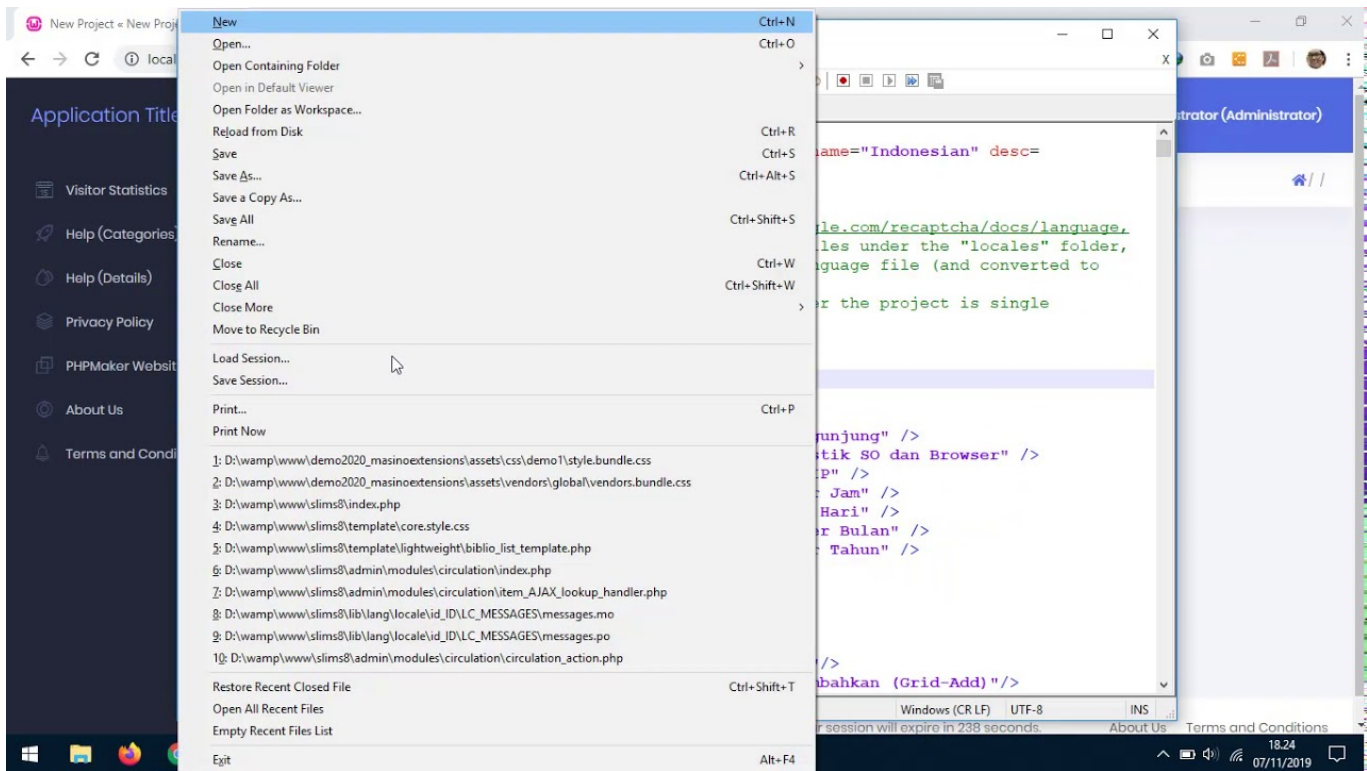 New Project « New Proj
local
Application Title
Visitor Statistics
Help (Categories)
Help (Details)
Privacy Policy
PHPMaker Websit
About Us
Terms and Condi
New Ctrl+N
Open... Ctrl+O
Open Containing Folder
Open in Default Viewer
Open Folder as Workspace...
Reload from Disk Ctrl+R
Save Ctrl+S
Save As... Ctrl+Alt+S
Save a Copy As...
Save All Ctrl+Shift+S
Rename...
Close Ctrl+W
Close All Ctrl+Shift+W
Close More
Move to Recycle Bin
Load Session...
Save Session...
Print... Ctrl+P
Print Now
1: D:\wamp\www\demo2020_masinoextensions\assets\css\demo1\style.bundle.css
2: D:\wamp\www\demo2020_masinoextensions\assets\vendors\global\vendors.bundle.css
3: D:\wamp\www\slims8\index.php
4: D:\wamp\www\slims8\template\core.style.css
5: D:\wamp\www\slims8\template\lightweight\biblio_list_template.php
6: D:\wamp\www\slims8\admin\modules\circulation\index.php
7: D:\wamp\www\slims8\admin\modules\circulation\item_AJAX_lookup_handler.php
8: D:\wamp\www\slims8\lib\lang\locale\id_ID\LC_MESSAGES\messages.mo
9: D:\wamp\www\slims8\lib\lang\locale\id_ID\LC_MESSAGES\messages.po
10: D:\wamp\www\slims8\admin\modules\circulation\circulation_action.php
Restore Recent Closed File Ctrl+Shift+T
Open All Recent Files
Empty Recent Files List
Exit Alt+F4
X
ame="Indonesian" desc=
gle.com/recaptcha/docs/language,
les under the "locales" folder,
guage file (and converted to
r the project is single
gunjung" />
tik SO dan Browser" />
P" />
Jam" />
Hari" />
r Bulan" />
Tahun" />
"/>
bahkan (Grid-Add)"/>
Windows (CR LF) UTF-8 INS
strator (Administrator)
/ /
r session will expire in 238 seconds. About Us Terms and Conditions
18.24
07/11/2019